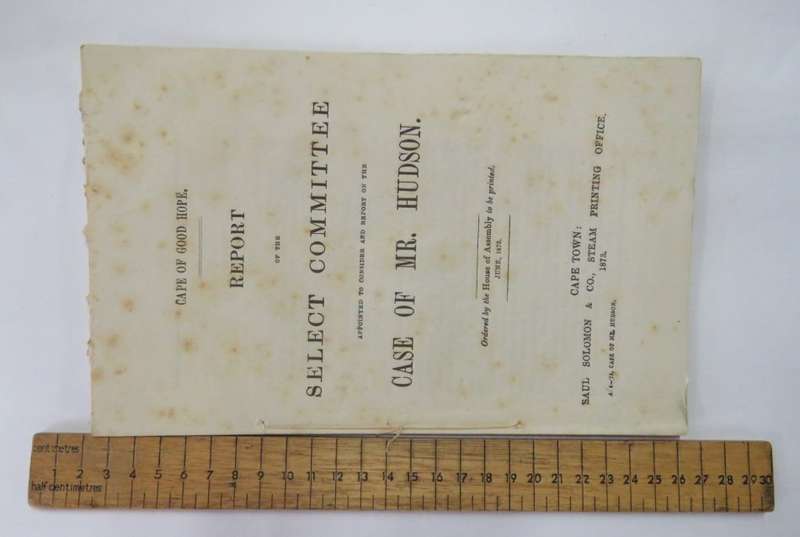 CAPE OF GOOD HOPE.
REPORT
OF THE
SELECT COMMITTEE
APPOINTED TO CONSIDER AND REPORT ON THE
CASE OF MR. HUDSON.
Ordered by the House of Assembly to be printed,
JUNE, 1873.
CAPE TOWN:
SAUL SOLOMON & CO., STEAM PRINTING OFFICE.
1873.
A. 4—'73. CASE OF MR. HUDSON.
centimetres
1 2 3 4 5 6 7 8 9 10 11 12 13 14 15 16 17 18 19 20 21 22 23 24 25 26 27 28 29 30
half centimetres